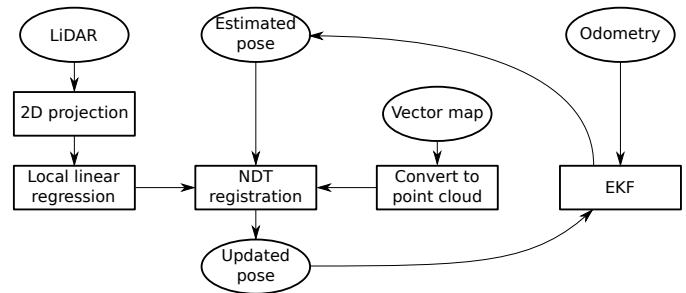 LiDAR
Estimated
pose
Odometry
2D projection
Vector map
Local linear
regression
NDT
registration
Convert to
point cloud
EKF
Updated
pose